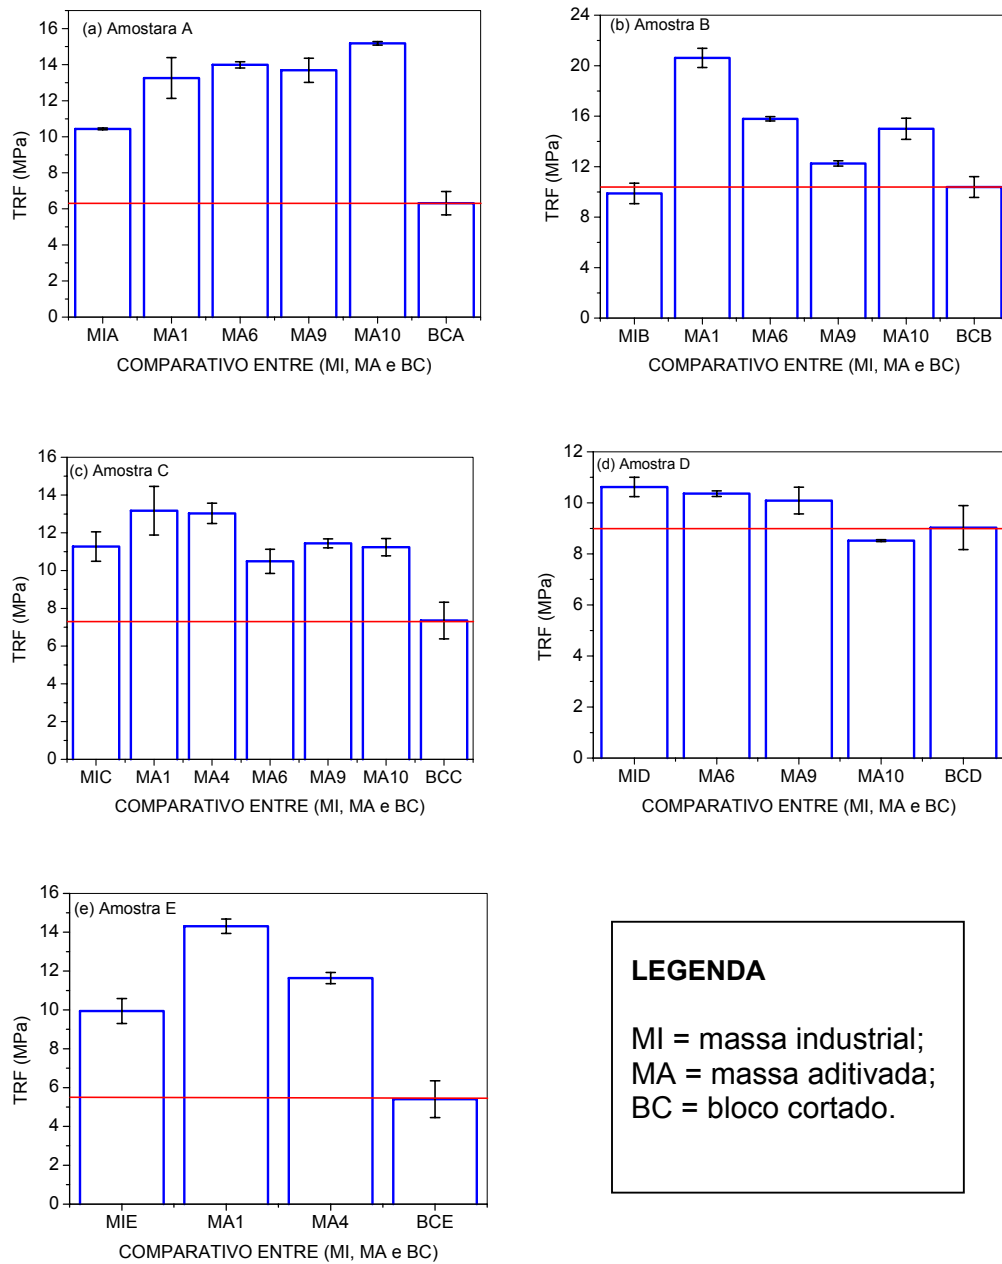 (a) Amostara A
TRF (MPa)
16
14
12
10
8
6
4
2
0
MIA MA1 MA6 MA9 MA10 BCA
COMPARATIVO ENTRE (MI, MA e BC)
(b) Amostra B
TRF (MPa)
24
20
16
12
8
4
0
MIB MA1 MA6 MA9 MA10 BCB
COMPARATIVO ENTRE (MI, MA e BC)
(c) Amostra C
TRF (MPa)
16
14
12
10
8
6
4
2
0
MIC MA1 MA4 MA6 MA9 MA10 BCC
COMPARATIVO ENTRE (MI, MA e BC)
(d) Amostra D
TRF (MPa)
12
10
8
6
4
2
0
MID MA6 MA9 MA10 BCD
COMPARATIVO ENTRE (MI, MA e BC)
(e) Amostra E
TRF (MPa)
16
14
12
10
8
6
4
2
0
MIE MA1 MA4 BCE
COMPARATIVO ENTRE (MI, MA e BC)
LEGENDA
MI = massa industrial;
MA = massa aditivada;
BC = bloco cortado.